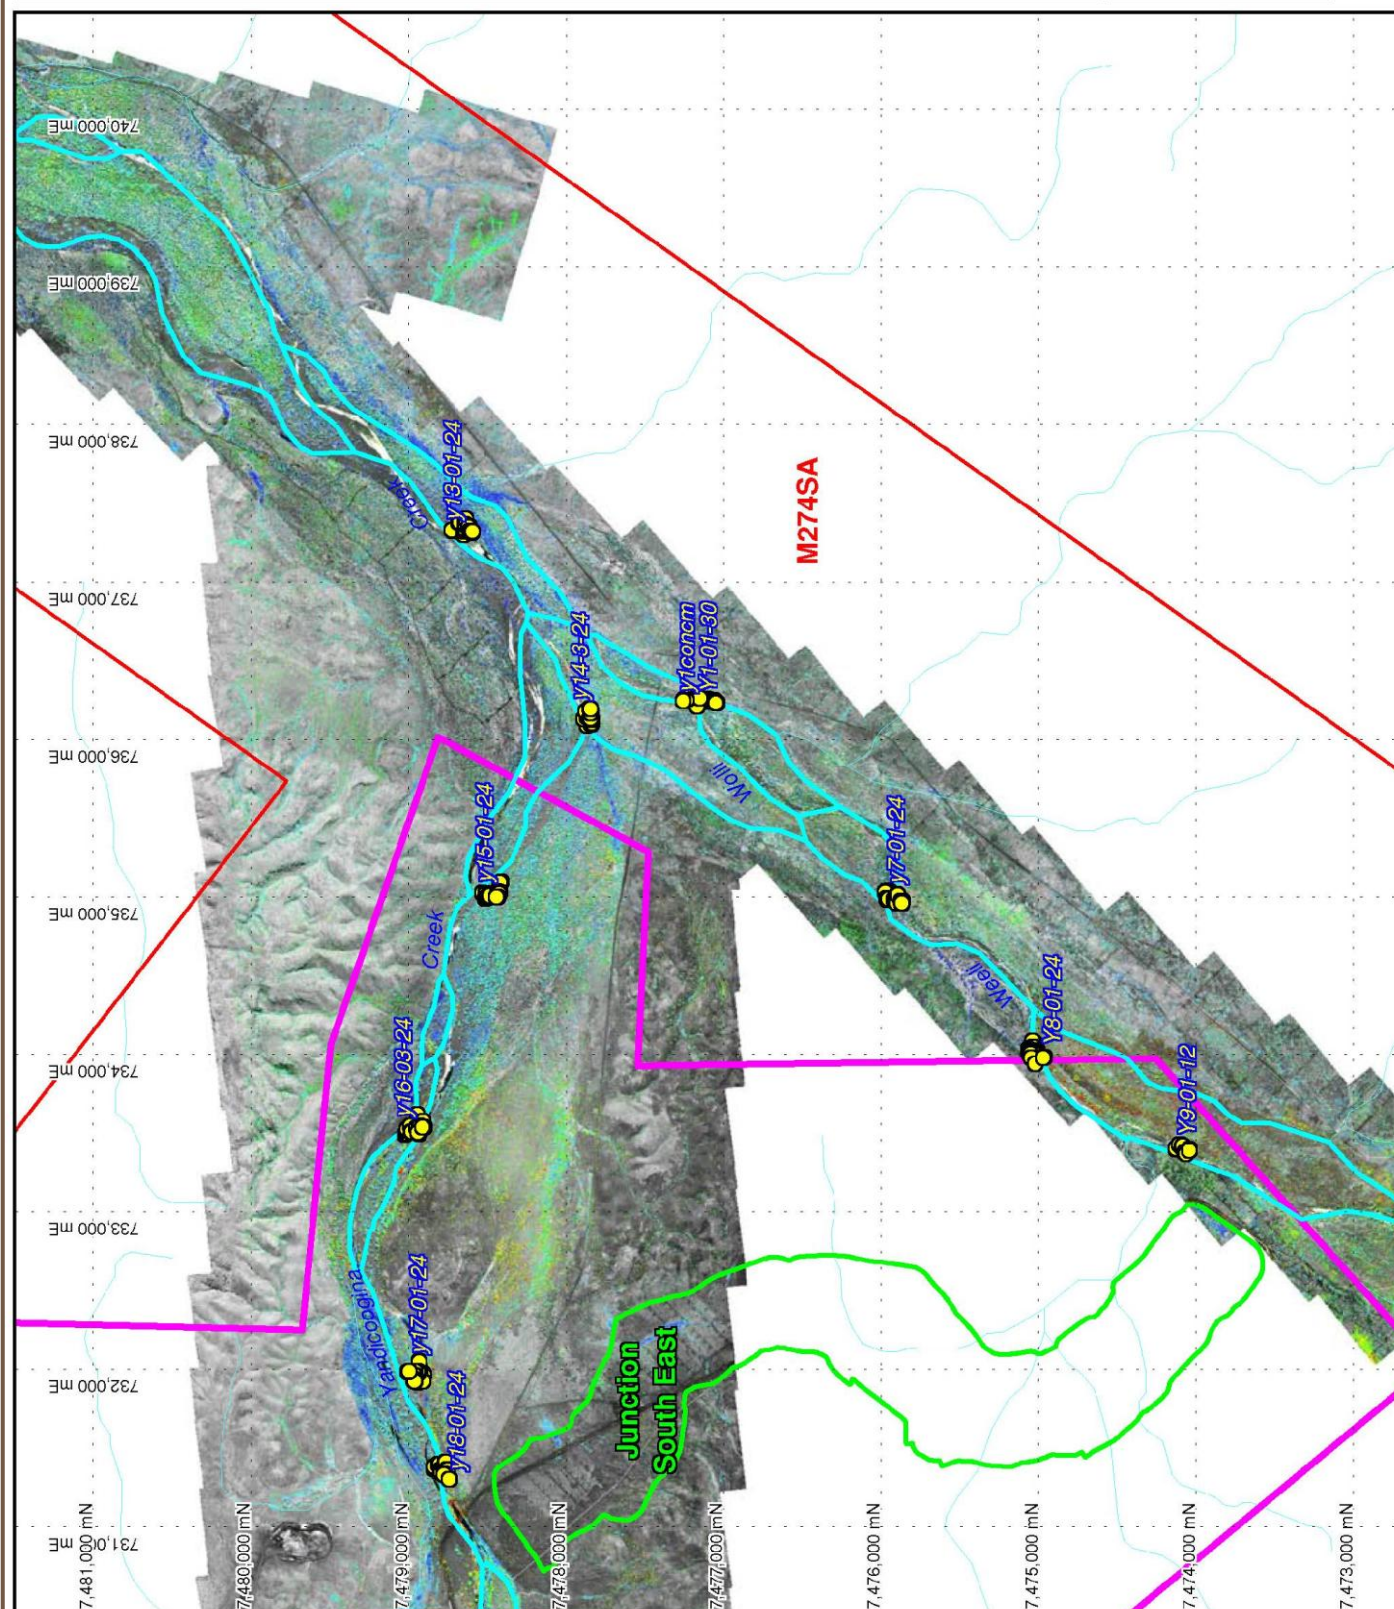 740,000 mE
739,000 mE
738,000 mE
737,000 mE
736,000 mE
735,000 mE
734,000 mE
733,000 mE
732,000 mE
731,000 mE
y13-01-24
Creek
M274SA
y14-3-24
Y1concm
Y1-01-30
Wolli
y15-01-24
y7-01-24
Creek
Weeli
Y8-01-24
y16-03-24
Y9-01-12
y17-01-24
Yandicoogina
y18-01-24
Junction
South East
7,481,000 mN
7,480,000 mN
7,479,000 mN
7,478,000 mN
7,477,000 mN
7,476,000 mN
7,475,000 mN
7,474,000 mN
7,473,000 mN